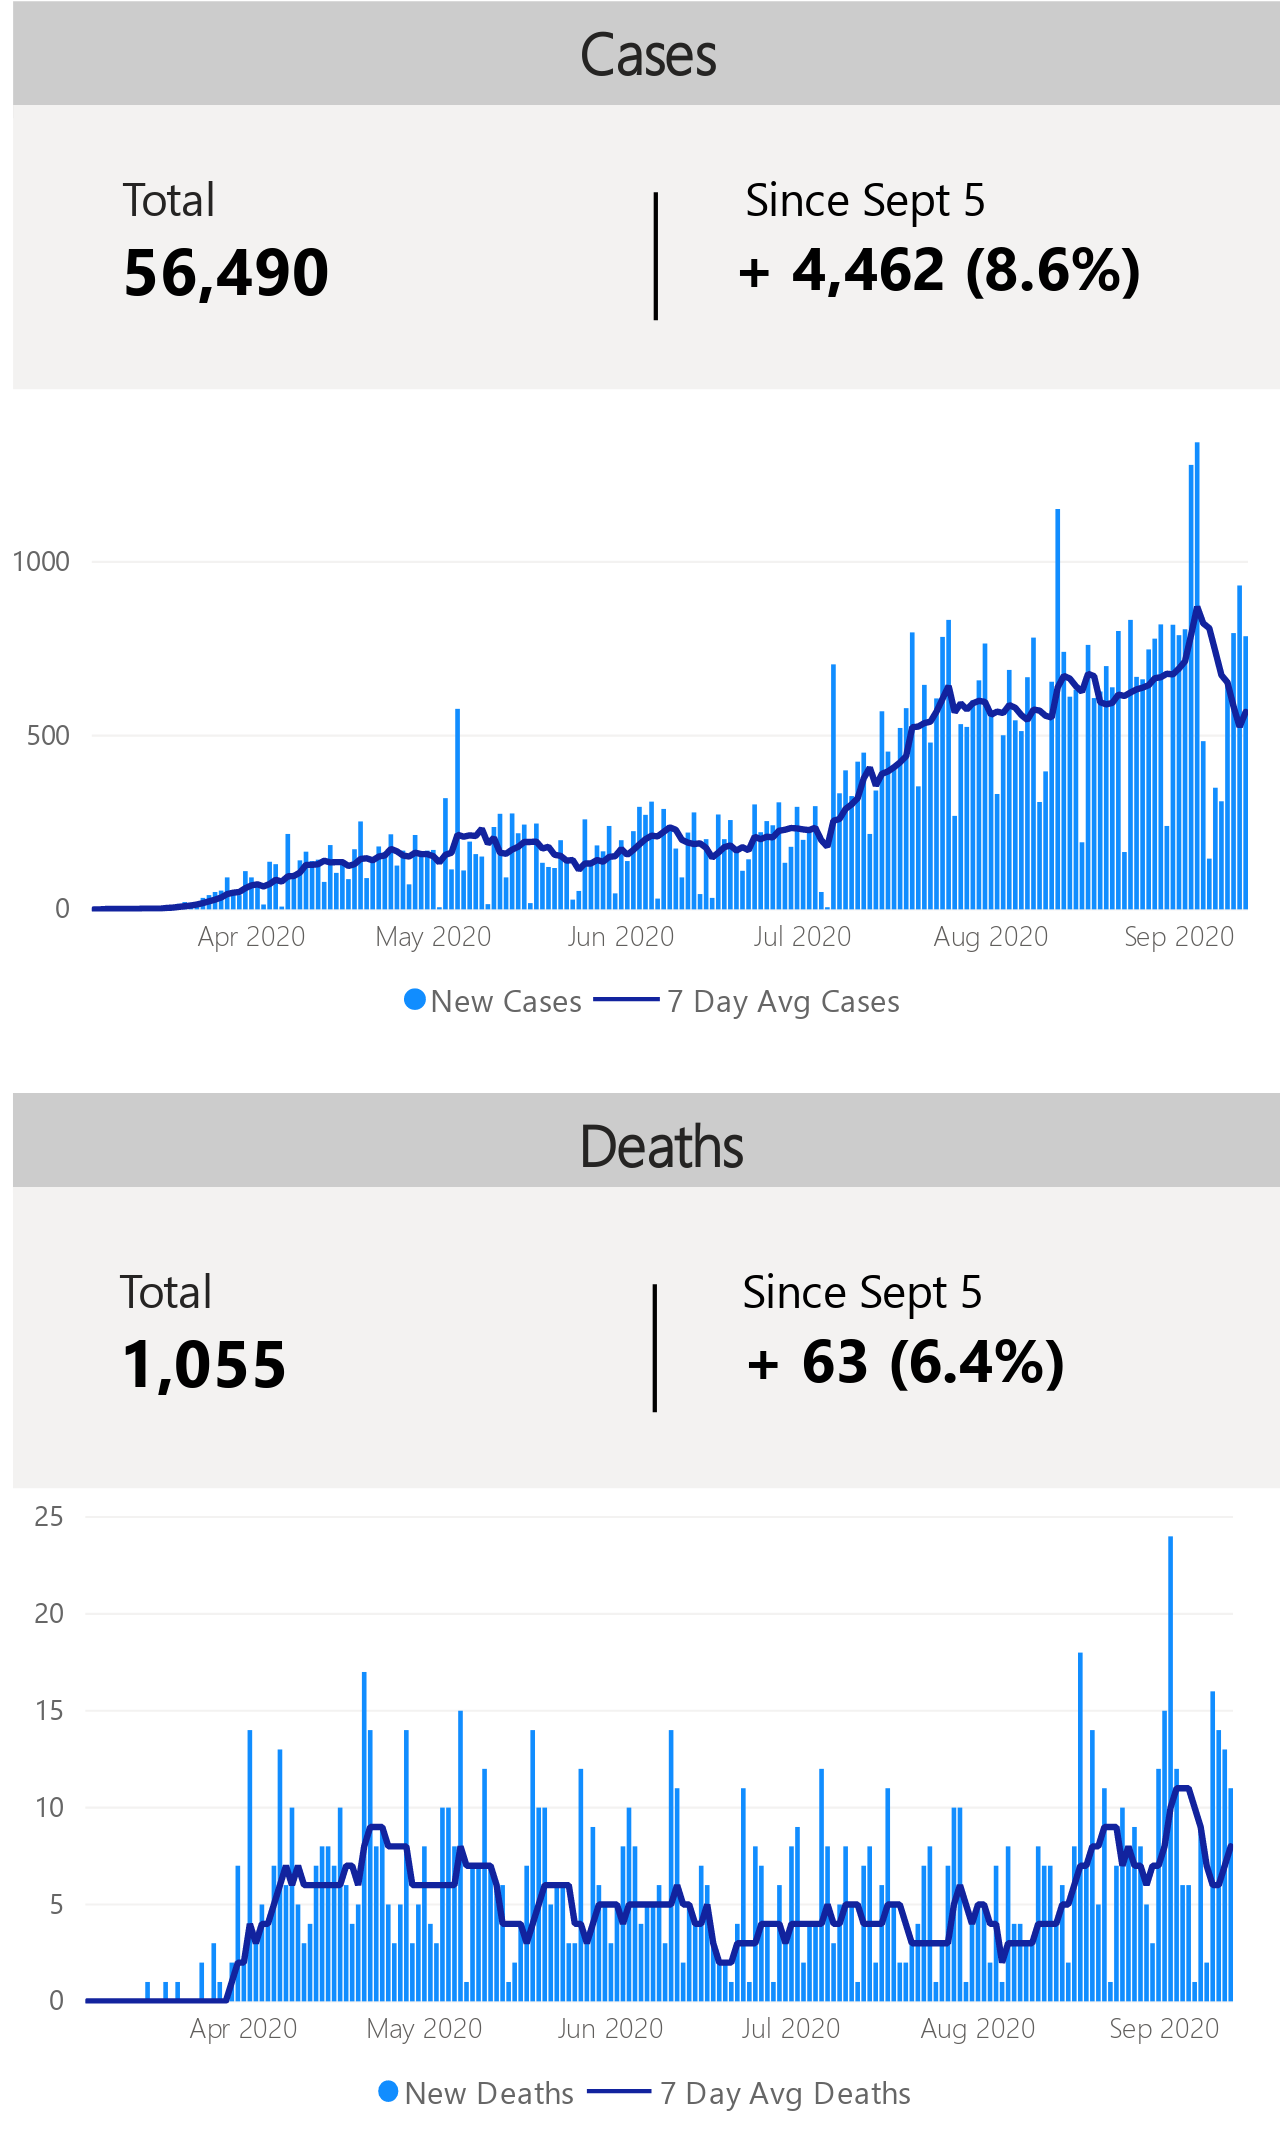 Cases
Total
Since Sept 5
56,490
+ 4,462 (8.6%)
1000
500
0
Apr 2020 May 2020 Jun 2020 Jul 2020 Aug 2020 Sep 2020
New Cases 7 Day Avg Cases
Deaths
Total
Since Sept 5
1,055
+ 63 (6.4%)
25
20
15
10
5
0
Apr 2020 May 2020 Jun 2020 Jul 2020 Aug 2020 Sep 2020
New Deaths 7 Day Avg Deaths